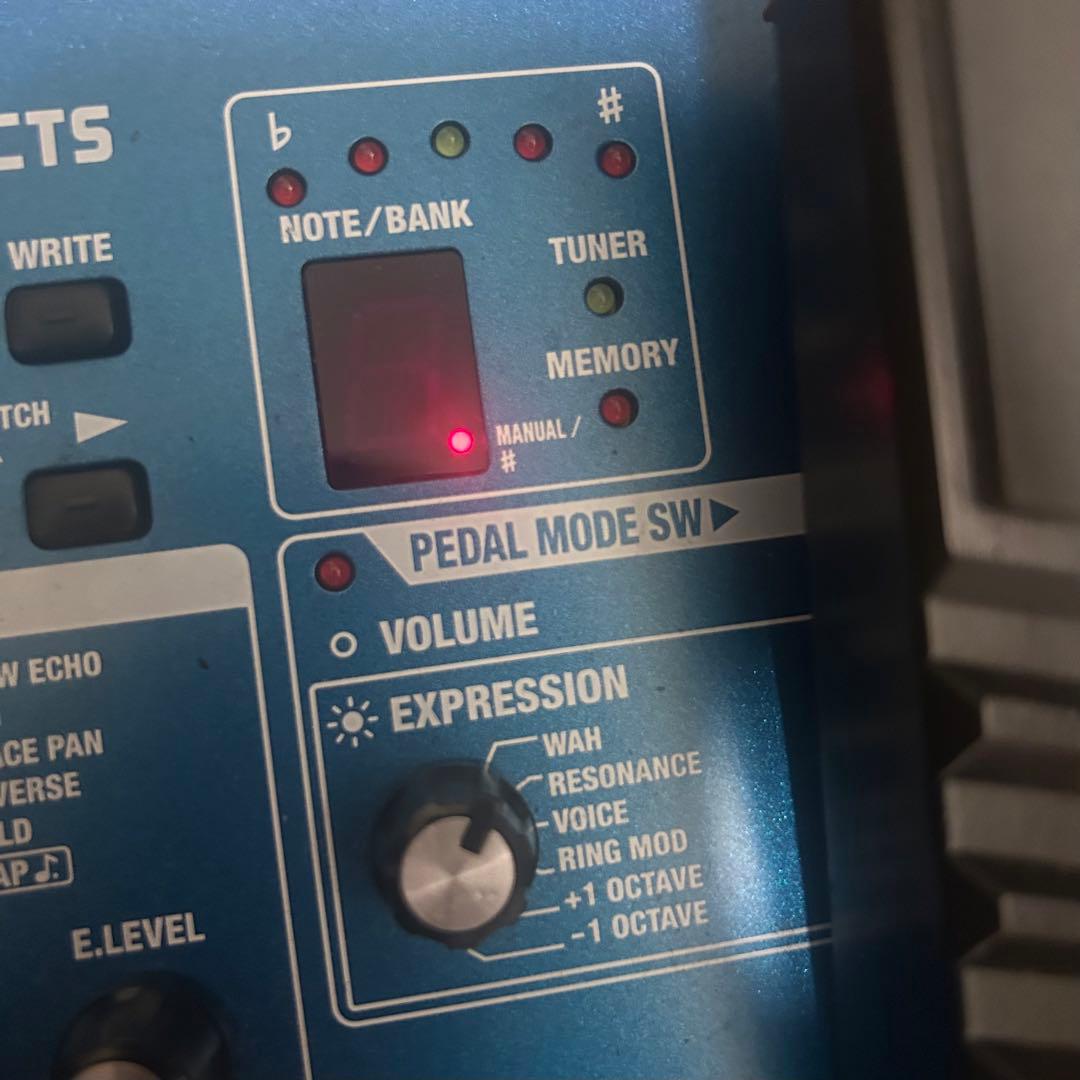 CTS
♭ ♯
NOTE/BANK
WRITE
TUNER
MEMORY
TCH
MANUAL /
♯
PEDAL MODE SW
VOLUME
EXPRESSION
WAH
RESONANCE
VOICE
RING MOD
+1 OCTAVE
-1 OCTAVE
W ECHO
ACE PAN
VERSE
LD
AP
E.LEVEL